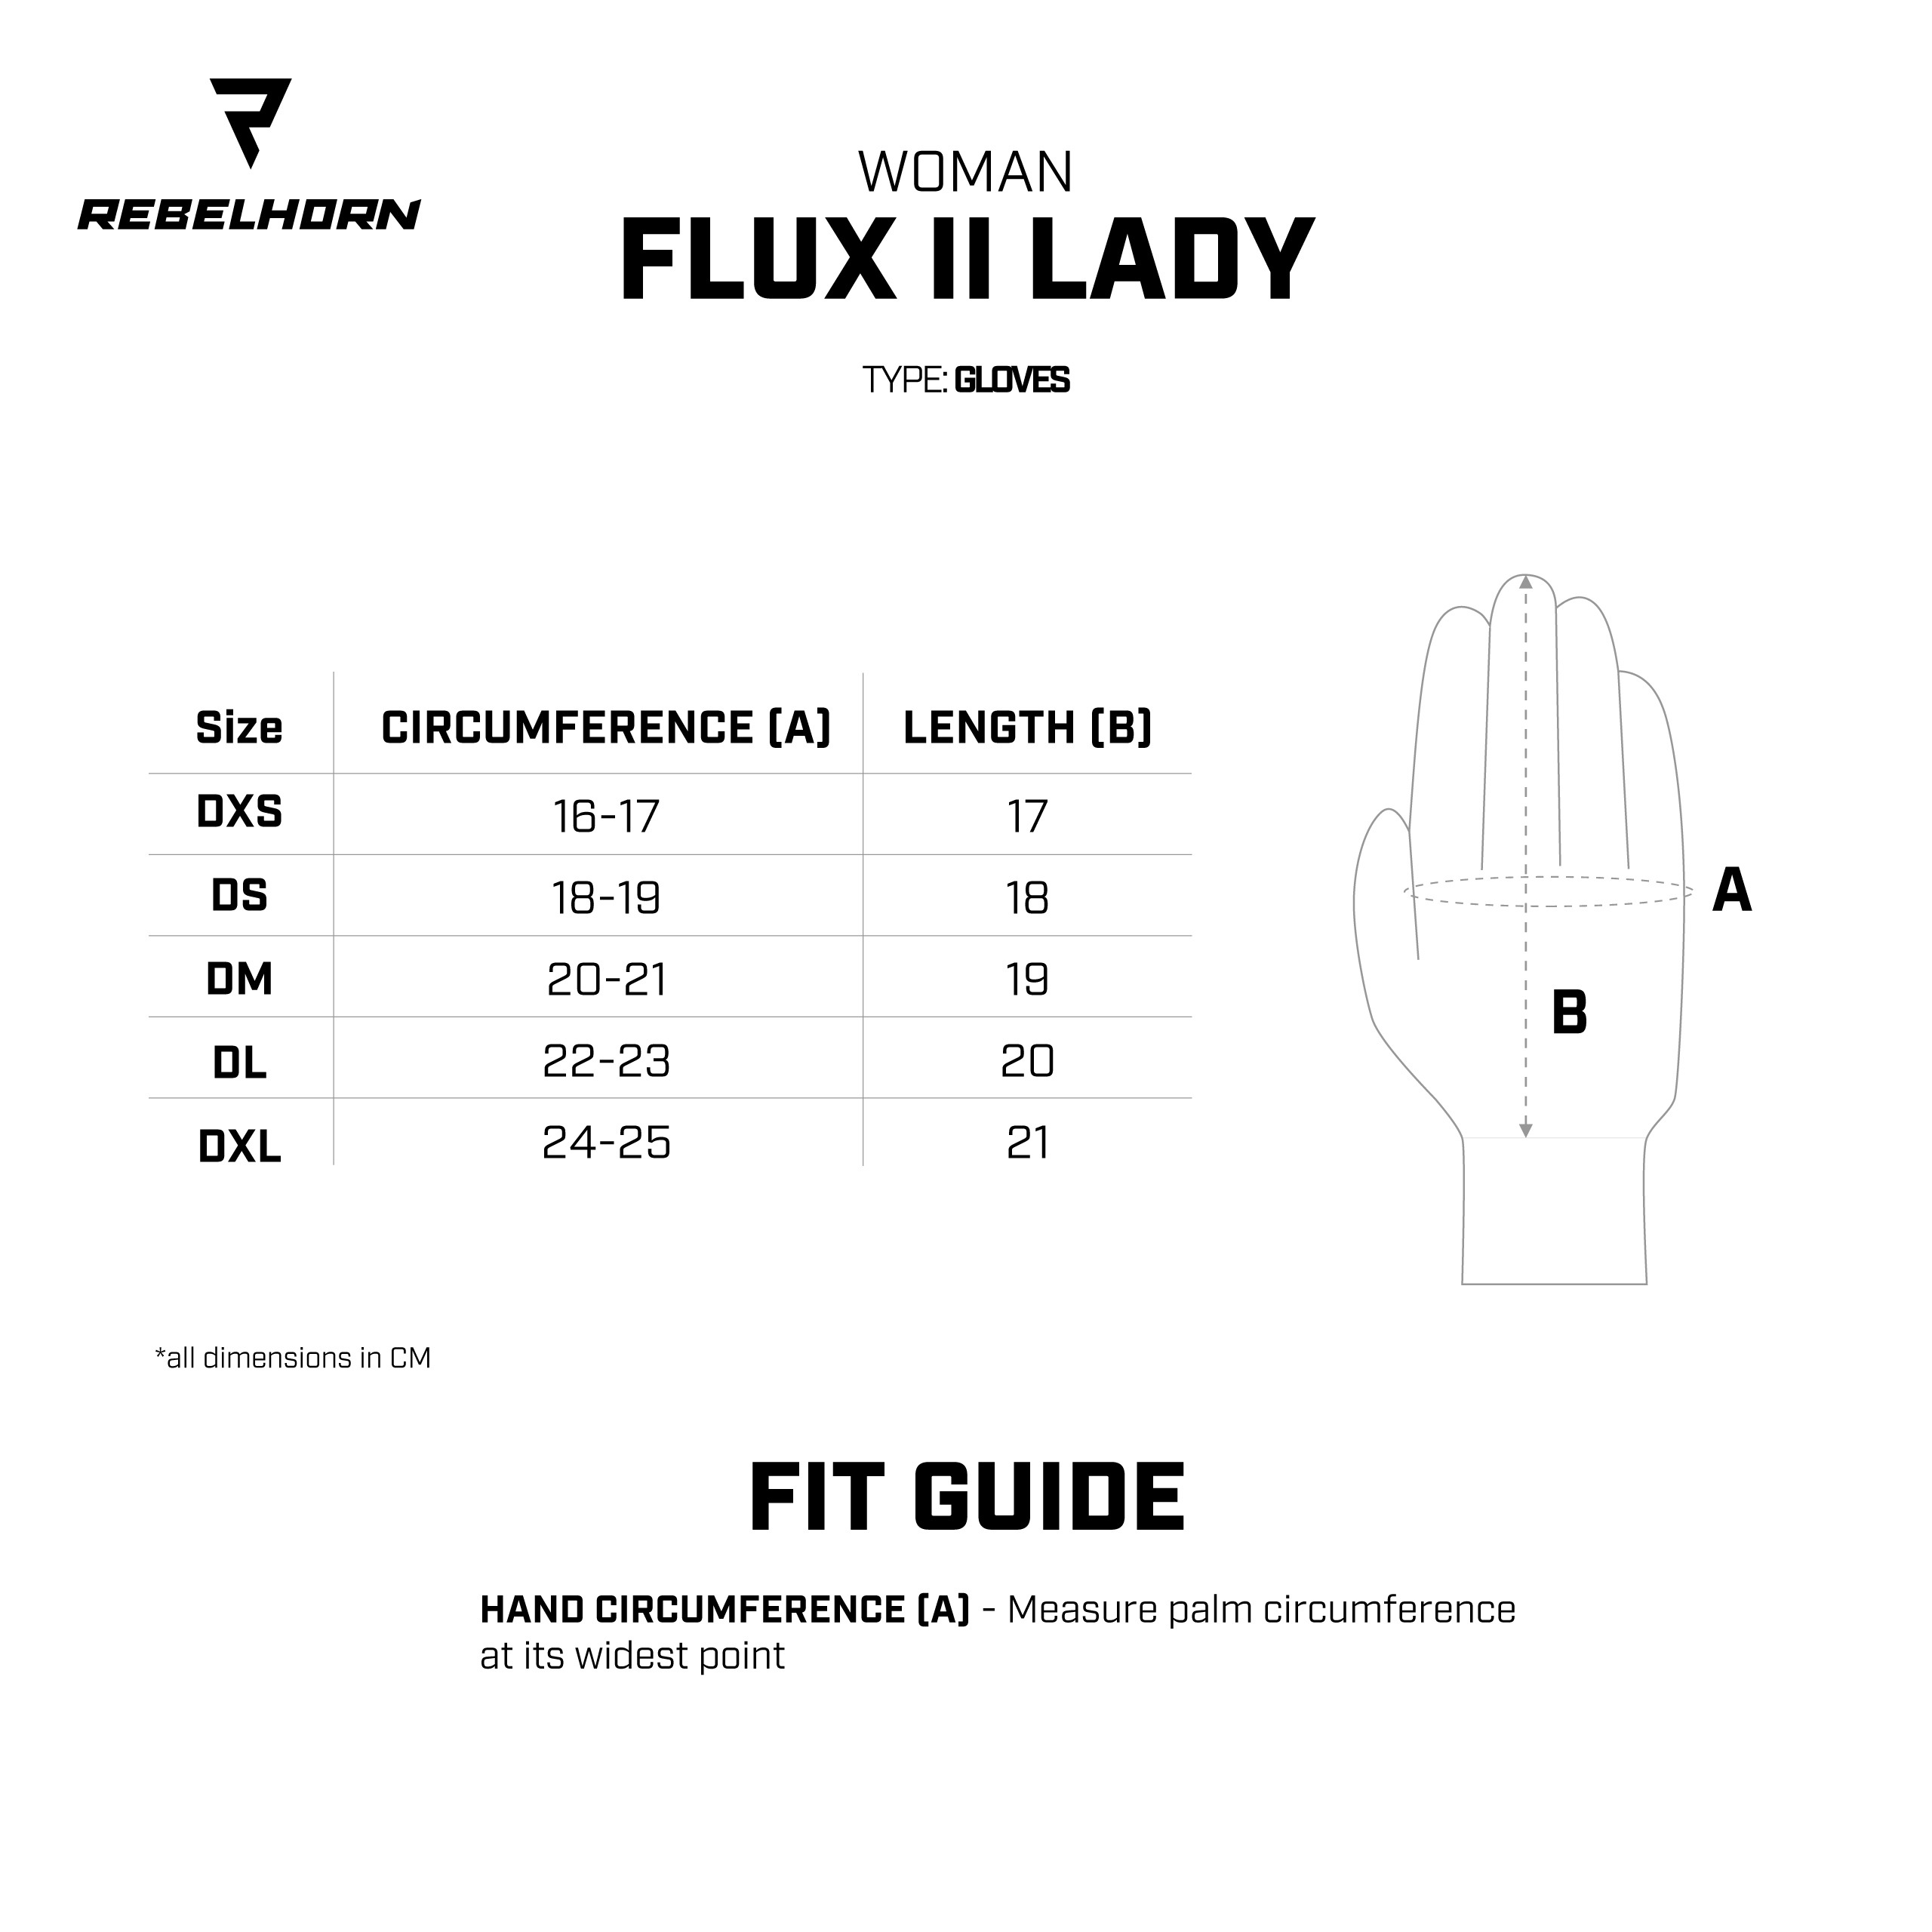 REBELHORN
WOMAN
FLUX II LADY
TYPE: GLOVES
Size CIRCUMFERENCE (A) LENGTH (B)
DXS 16-17 17
DS 18-19 18
DM 20-21 19
DL 22-23 20
DXL 24-25 21
A
B
*all dimensions in CM
FIT GUIDE
HAND CIRCUMFERENCE (A) - Measure palm circumference
at its widest point